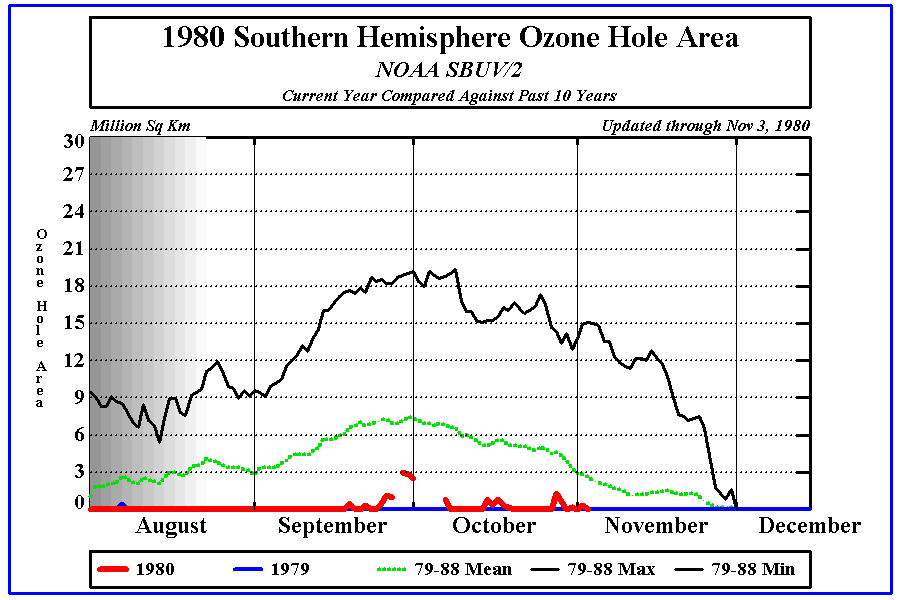 1980 Southern Hemisphere Ozone Hole Area
NOAA SBUV/2
Current Year Compared Against Past 10 Years
Million Sq Km
Updated through Nov 3, 1980
30
27
24
21
18
15
12
9
6
3
0
Ozone Hole Area
August September October November December
1980 1979 79-88 Mean 79-88 Max 79-88 Min